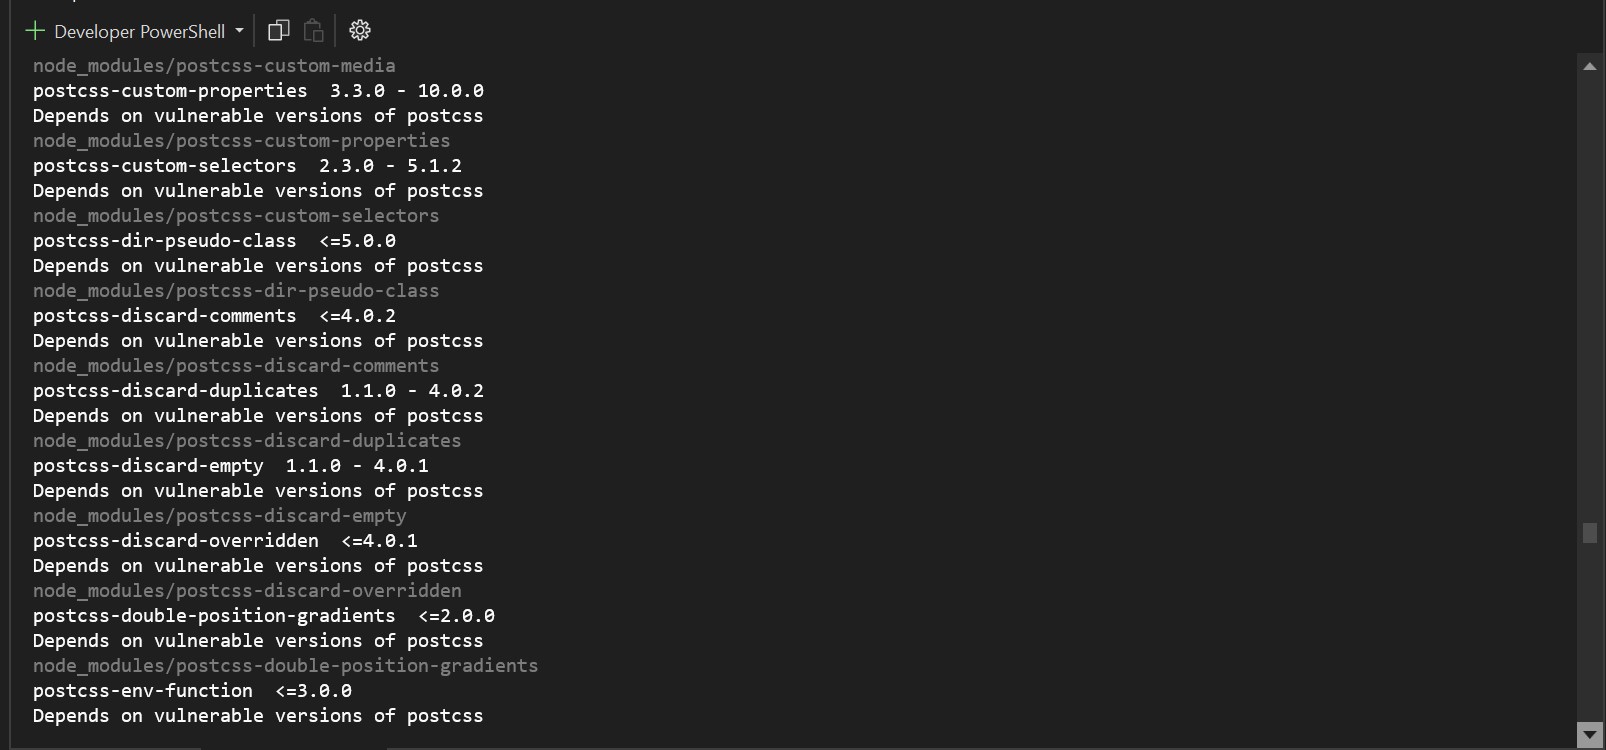 Developer PowerShell
node_modules/postcss-custom-media
postcss-custom-properties  3.3.0 - 10.0.0
Depends on vulnerable versions of postcss
node_modules/postcss-custom-properties
postcss-custom-selectors  2.3.0 - 5.1.2
Depends on vulnerable versions of postcss
node_modules/postcss-custom-selectors
postcss-dir-pseudo-class  <=5.0.0
Depends on vulnerable versions of postcss
node_modules/postcss-dir-pseudo-class
postcss-discard-comments  <=4.0.2
Depends on vulnerable versions of postcss
node_modules/postcss-discard-comments
postcss-discard-duplicates  1.1.0 - 4.0.2
Depends on vulnerable versions of postcss
node_modules/postcss-discard-duplicates
postcss-discard-empty  1.1.0 - 4.0.1
Depends on vulnerable versions of postcss
node_modules/postcss-discard-empty
postcss-discard-overridden  <=4.0.1
Depends on vulnerable versions of postcss
node_modules/postcss-discard-overridden
postcss-double-position-gradients  <=2.0.0
Depends on vulnerable versions of postcss
node_modules/postcss-double-position-gradients
postcss-env-function  <=3.0.0
Depends on vulnerable versions of postcss